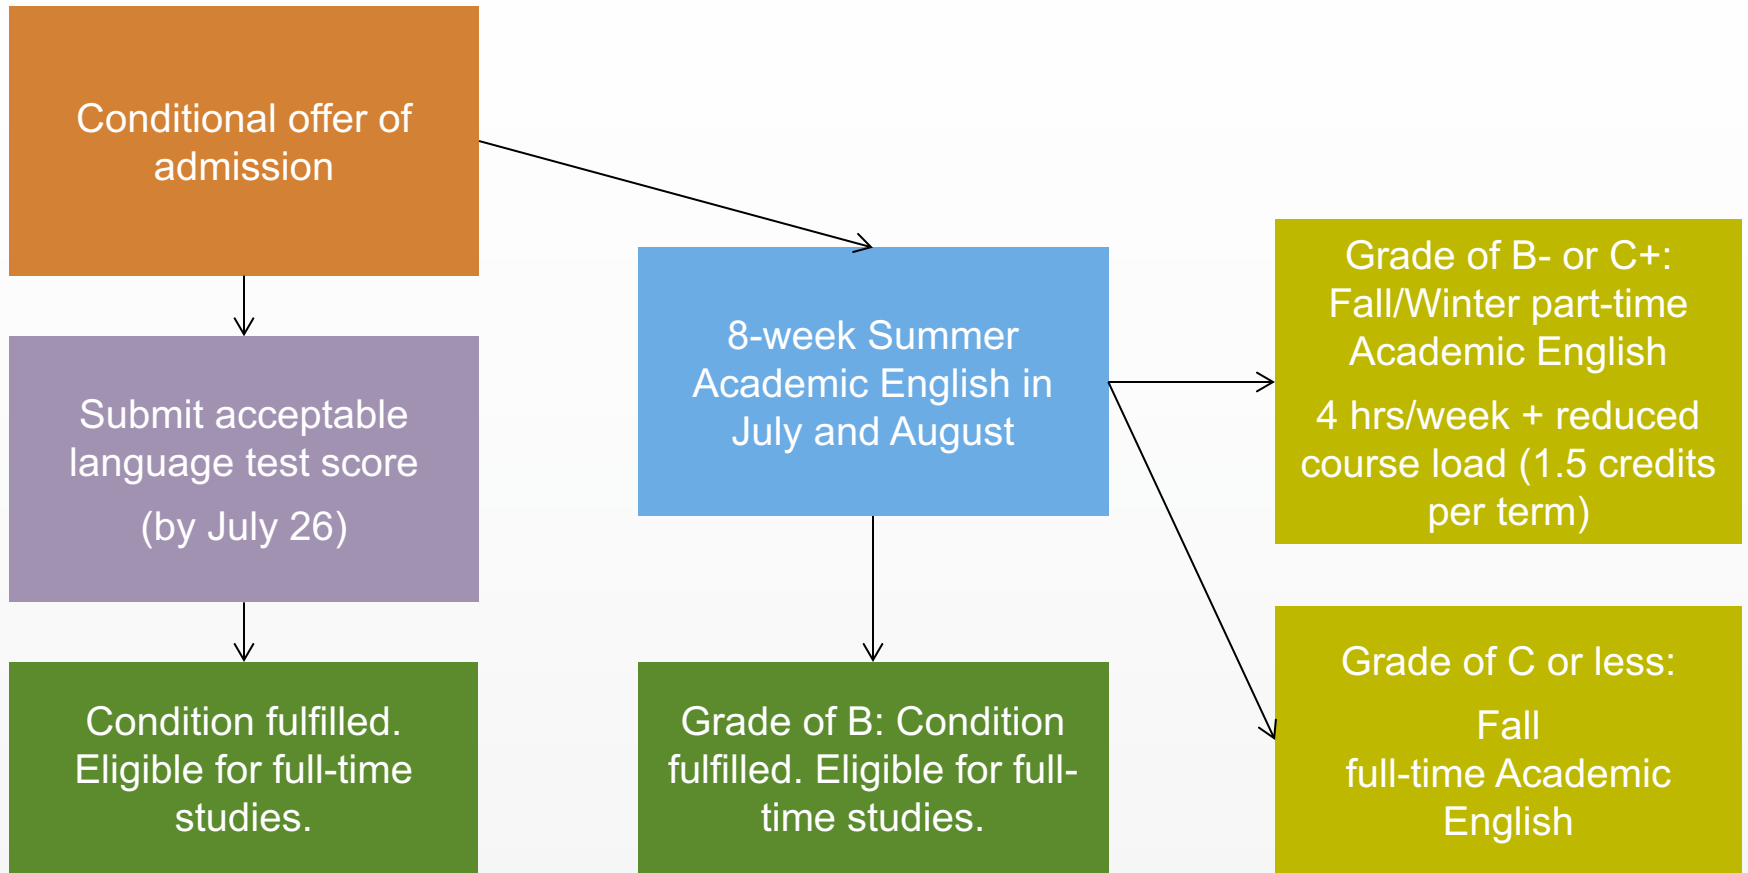 Conditional offer of
admission
Submit acceptable
language test score
(by July 26)
Condition fulfilled.
Eligible for full-time
studies.
8-week Summer
Academic English in
July and August
Grade of B: Condition
fulfilled. Eligible for full-
time studies.
Grade of B- or C+:
Fall/Winter part-time
Academic English
4 hrs/week + reduced
course load (1.5 credits
per term)
Grade of C or less:
Fall
full-time Academic
English